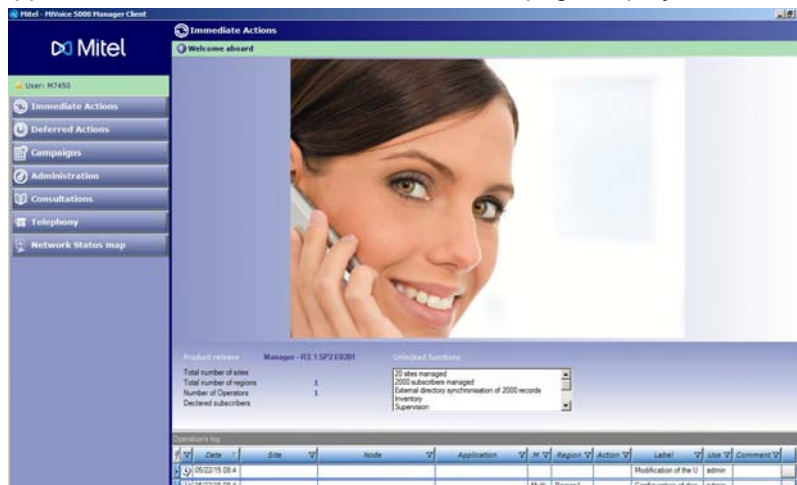 Mitel - MiVoice 5000 Manager Client
Mitel
User: M7450
Immediate Actions
Deferred Actions
Campaigns
Administration
Consultations
Telephony
Network Status map
Immediate Actions
Welcome aboard
Product release Manager - R3.1 SP2 E0201
Total number of sites
Total number of regions 1
Number of Operators 1
Declared subscribers
Unlocked functions
20 sites managed
2000 subscribers managed
External directory synchronisation of 2000 records
Inventory
Supervision
Operation's log
Date Site Node Application M Region Action Label Use Comment
05/22/15 08:4 Modification of the U admin